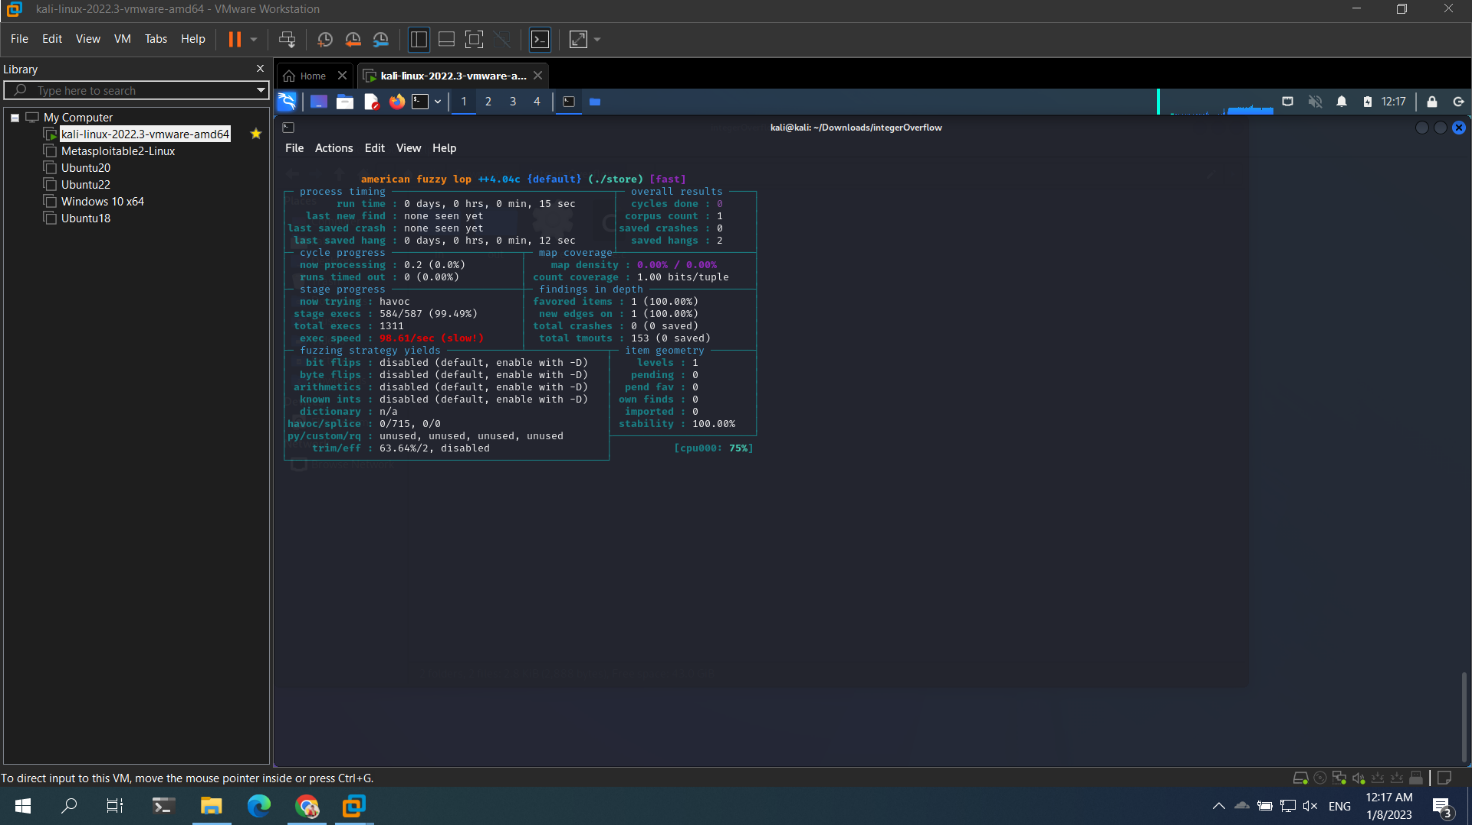 kali-linux-2022.3-vmware-amd64 - VMware Workstation
File Edit View VM Tabs Help
Library
Type here to search
My Computer
kali-linux-2022.3-vmware-amd64
Metasploitable2-Linux
Ubuntu20
Ubuntu22
Windows 10 x64
Ubuntu18
Home
kali-linux-2022.3-vmware-a...
1 2 3 4
12:17
kali@kali: ~/Downloads/integerOverflow
File Actions Edit View Help
american fuzzy lop ++4.04c {default} (./store) [fast]
process timing overall results
run time : 0 days, 0 hrs, 0 min, 15 sec cycles done : 0
last new find : none seen yet corpus count : 1
last saved crash : none seen yet saved crashes : 0
last saved hang : 0 days, 0 hrs, 0 min, 12 sec saved hangs : 2
cycle progress map coverage
now processing : 0.2 (0.0%) map density : 0.00% / 0.00%
runs timed out : 0 (0.00%) count coverage : 1.00 bits/tuple
stage progress findings in depth
now trying : havoc favored items : 1 (100.00%)
stage execs : 584/587 (99.49%) new edges on : 1 (100.00%)
total execs : 1311 total crashes : 0 (0 saved)
exec speed : 90.61/sec (slow!) total tmouts : 153 (0 saved)
fuzzing strategy yields item geometry
bit flips : disabled (default, enable with -D) levels : 1
byte flips : disabled (default, enable with -D) pending : 0
arithmetics : disabled (default, enable with -D) pend fav : 0
known ints : disabled (default, enable with -D) own finds : 0
dictionary : n/a imported : 0
havoc/splice : 0/715, 0/0 stability : 100.00%
py/custom/rq : unused, unused, unused, unused
trim/eff : 63.64%/2, disabled [cpu000: 75%]
To direct input to this VM, move the mouse pointer inside or press Ctrl+G.
ENG
12:17 AM
1/8/2023
3